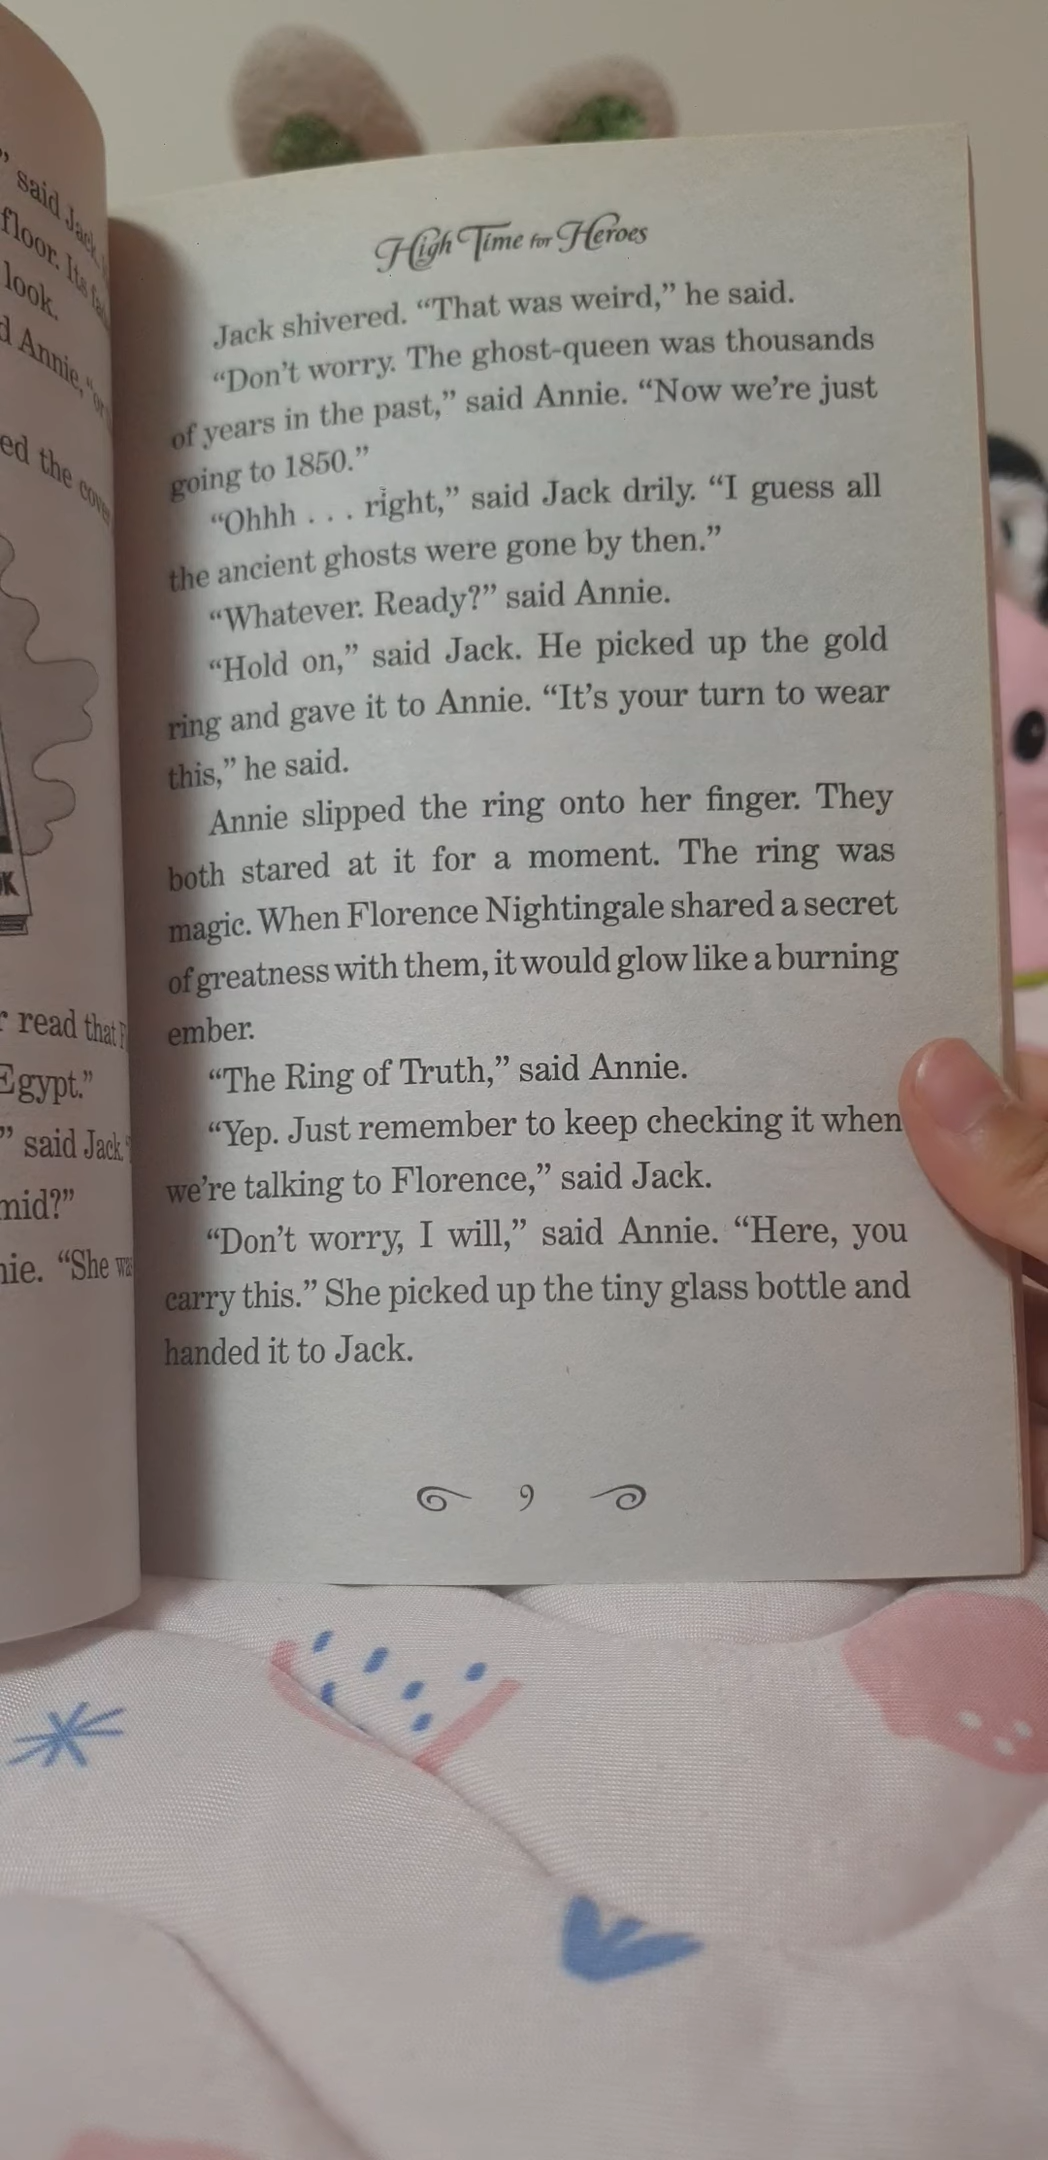 ” said Jack.
floor. Its
look.
Annie,
ed the cover
read that
Egypt.”
” said Jack.
mid?”
nie. “She
High Time for Heroes
Jack shivered. “That was weird,” he said.
“Don’t worry. The ghost-queen was thousands
of years in the past,” said Annie. “Now we’re just
going to 1850.”
“Ohhh . . . right,” said Jack drily. “I guess all
the ancient ghosts were gone by then.”
“Whatever. Ready?” said Annie.
“Hold on,” said Jack. He picked up the gold
ring and gave it to Annie. “It’s your turn to wear
this,” he said.
Annie slipped the ring onto her finger. They
both stared at it for a moment. The ring was
magic. When Florence Nightingale shared a secret
of greatness with them, it would glow like a burning
ember.
“The Ring of Truth,” said Annie.
“Yep. Just remember to keep checking it when
we’re talking to Florence,” said Jack.
“Don’t worry, I will,” said Annie. “Here, you
carry this.” She picked up the tiny glass bottle and
handed it to Jack.
9